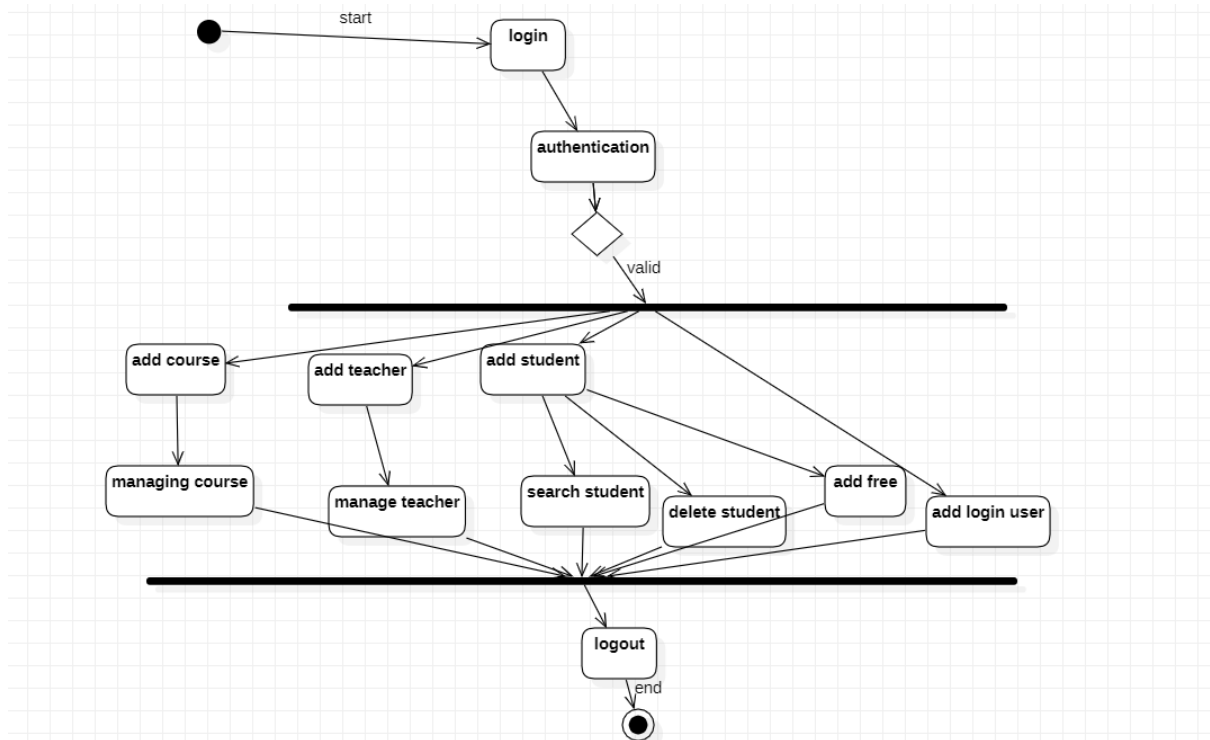 start
login
authentication
valid
add course
add teacher
add student
managing course
manage teacher
search student
delete student
add free
add login user
logout
end